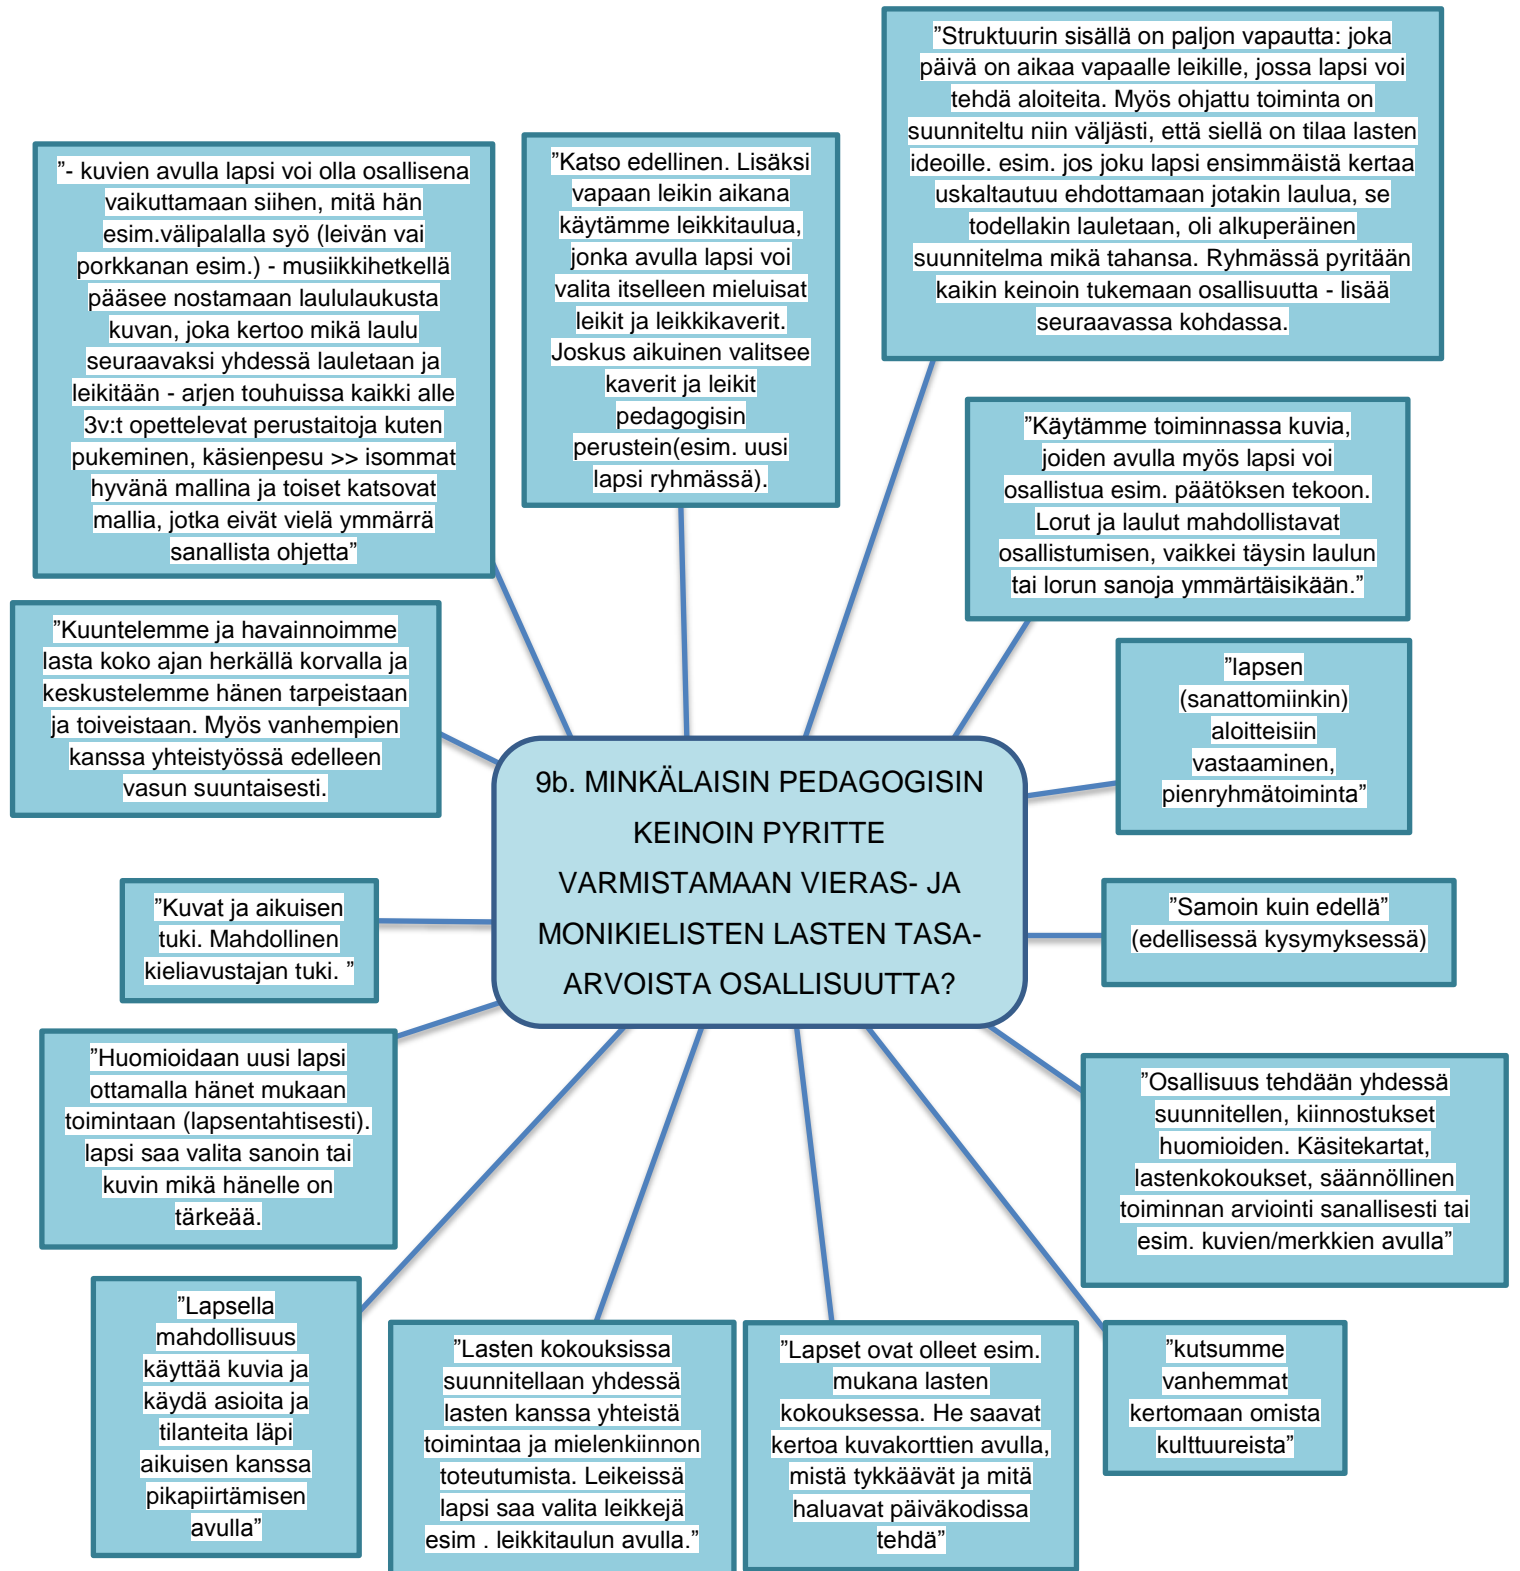 ”Struktuurin sisällä on paljon vapautta: joka
päivä on aikaa vapaalle leikille, jossa lapsi voi
tehdä aloiteita. Myös ohjattu toiminta on
suunniteltu niin väljästi, että siellä on tilaa lasten
ideoille. esim. jos joku lapsi ensimmäistä kertaa
uskaltautuu ehdottamaan jotakin laulua, se
todellakin lauletaan, oli alkuperäinen
suunnitelma mikä tahansa. Ryhmässä pyritään
kaikin keinoin tukemaan osallisuutta - lisää
seuraavassa kohdassa.
”- kuvien avulla lapsi voi olla osallisena
vaikuttamaan siihen, mitä hän
esim.välipalalla syö (leivän vai
porkkanan esim.) - musiikkihetkellä
pääsee nostamaan laululaukusta
kuvan, joka kertoo mikä laulu
seuraavaksi yhdessä lauletaan ja
leikitään - arjen touhuissa kaikki alle
3v:t opettelevat perustaitoja kuten
pukeminen, käsienpesu >> isommat
hyvänä mallina ja toiset katsovat
mallia, jotka eivät vielä ymmärrä
sanallista ohjetta”
”Katso edellinen. Lisäksi
vapaan leikin aikana
käytämme leikkitaulua,
jonka avulla lapsi voi
valita itselleen mieluisat
leikit ja leikkikaverit.
Joskus aikuinen valitsee
kaverit ja leikit
pedagogisin
perustein(esim. uusi
lapsi ryhmässä).
”Käytämme toiminnassa kuvia,
joiden avulla myös lapsi voi
osallistua esim. päätöksen tekoon.
Lorut ja laulut mahdollistavat
osallistumisen, vaikkei täysin laulun
tai lorun sanoja ymmärtäisikään.”
”Kuuntelemme ja havainnoimme
lasta koko ajan herkällä korvalla ja
keskustelemme hänen tarpeistaan
ja toiveistaan. Myös vanhempien
kanssa yhteistyössä edelleen
vasun suuntaisesti.
”lapsen
(sanattomiinkin)
aloitteisiin
vastaaminen,
pienryhmätoiminta”
9b. MINKÄLAISIN PEDAGOGISIN
KEINOIN PYRITTE
VARMISTAMAAN VIERAS- JA
MONIKIELISTEN LASTEN TASA-
ARVOISTA OSALLISUUTTA?
”Kuvat ja aikuisen
tuki. Mahdollinen
kieliavustajan tuki. ”
”Samoin kuin edellä”
(edellisessä kysymyksessä)
”Huomioidaan uusi lapsi
ottamalla hänet mukaan
toimintaan (lapsentahtisesti).
lapsi saa valita sanoin tai
kuvin mikä hänelle on
tärkeää.
”Osallisuus tehdään yhdessä
suunnitellen, kiinnostukset
huomioiden. Käsitekartat,
lastenkokoukset, säännöllinen
toiminnan arviointi sanallisesti tai
esim. kuvien/merkkien avulla”
”Lapsella
mahdollisuus
käyttää kuvia ja
käydä asioita ja
tilanteita läpi
aikuisen kanssa
pikapiirtämisen
avulla”
”Lasten kokouksissa
suunnitellaan yhdessä
lasten kanssa yhteistä
toimintaa ja mielenkiinnon
toteutumista. Leikeissä
lapsi saa valita leikkejä
esim . leikkitaulun avulla.”
”Lapset ovat olleet esim.
mukana lasten
kokouksessa. He saavat
kertoa kuvakorttien avulla,
mistä tykkäävät ja mitä
haluavat päiväkodissa
tehdä”
”kutsumme
vanhemmat
kertomaan omista
kulttuureista”